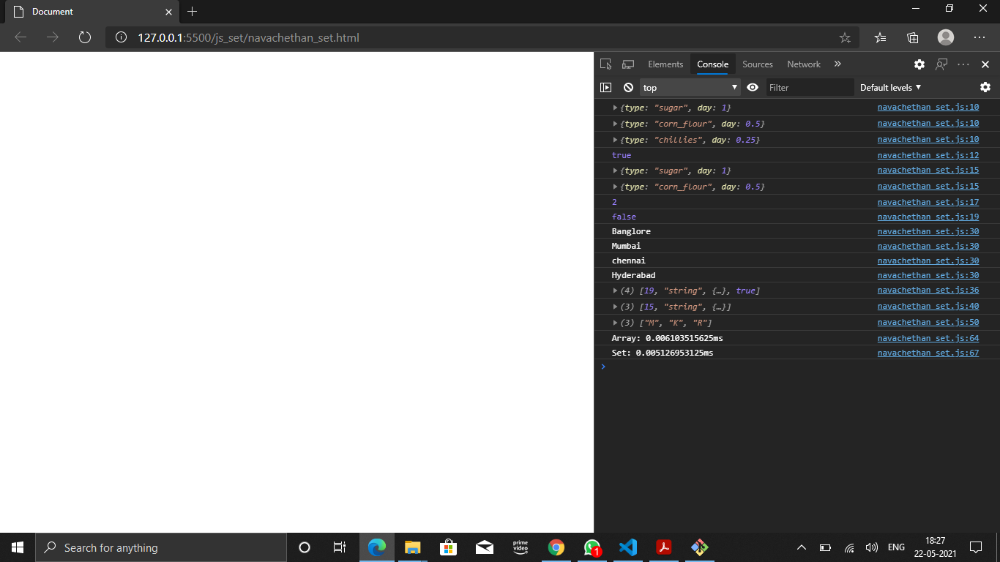 Document
127.0.0.1:5500/js_set/navachethan_set.html
Elements Console Sources Network
top Filter Default levels
{type: "sugar", day: 1} navachethan_set.js:10
{type: "corn_flour", day: 0.5} navachethan_set.js:10
{type: "chillies", day: 0.25} navachethan_set.js:10
true navachethan_set.js:12
{type: "sugar", day: 1} navachethan_set.js:15
{type: "corn_flour", day: 0.5} navachethan_set.js:15
2 navachethan_set.js:17
false navachethan_set.js:19
Banglore navachethan_set.js:30
Mumbai navachethan_set.js:30
chennai navachethan_set.js:30
Hyderabad navachethan_set.js:30
(4) [19, "string", {…}, true] navachethan_set.js:36
(3) [15, "string", {…}] navachethan_set.js:40
(3) ["M", "K", "R"] navachethan_set.js:50
Array: 0.006103515625ms navachethan_set.js:64
Set: 0.005126953125ms navachethan_set.js:67
Search for anything
prime
video
1
ENG
18:27
22-05-2021